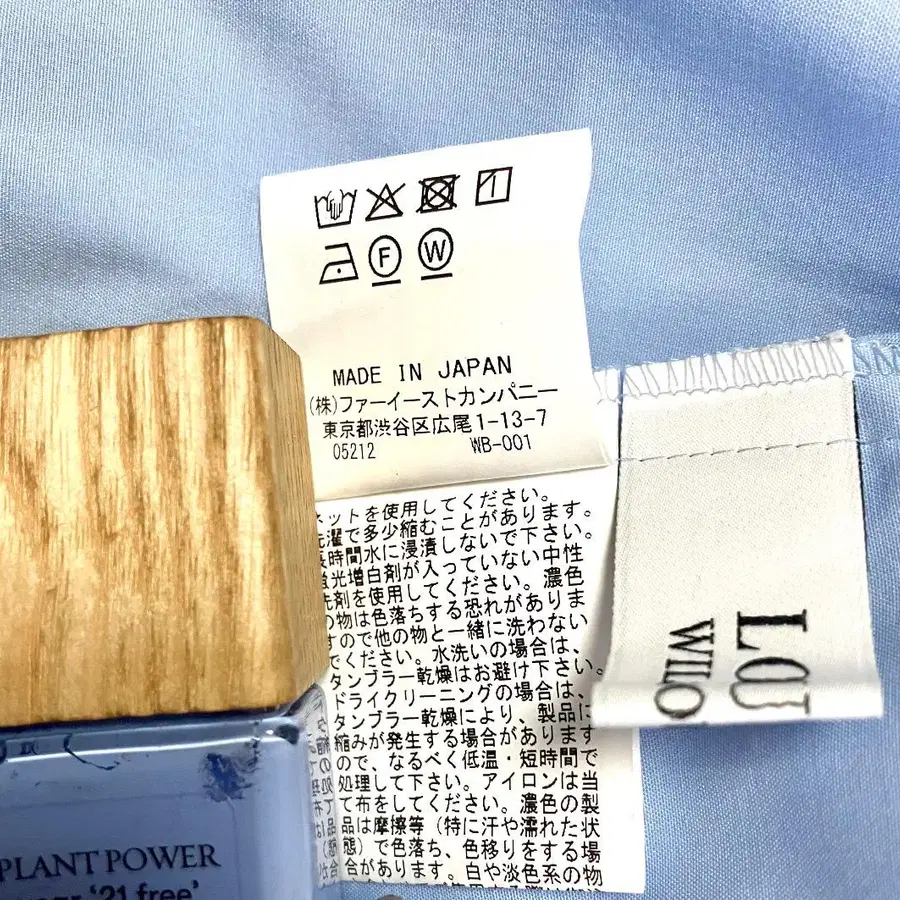 F
W
MADE IN JAPAN
(株)ファーイーストカンパニー
東京都渋谷区広尾1-13-7
05212 WB-001
ネットを使用してください。
洗濯で多少縮むことがあります。
長時間水に浸漬しないで下さい。
蛍光増白剤が入っていない中性
洗剤を使用してください。濃色
の物は色落ちする恐れがありま
すので他の物と一緒に洗わない
でください。水洗いの場合は、
タンブラー乾燥はお避け下さい。
ドライクリーニングの場合は、
タンブラー乾燥により、製品に
縮みが発生する場合があります
ので、なるべく低温・短時間で
処理して下さい。アイロンは当
て布をしてください。濃色の製
品は摩擦等(特に汗や濡れた状
態)で色落ち、色移りをする場
合があります。白や淡色系の物
LOU
WILO
PLANT POWER
'21 free'